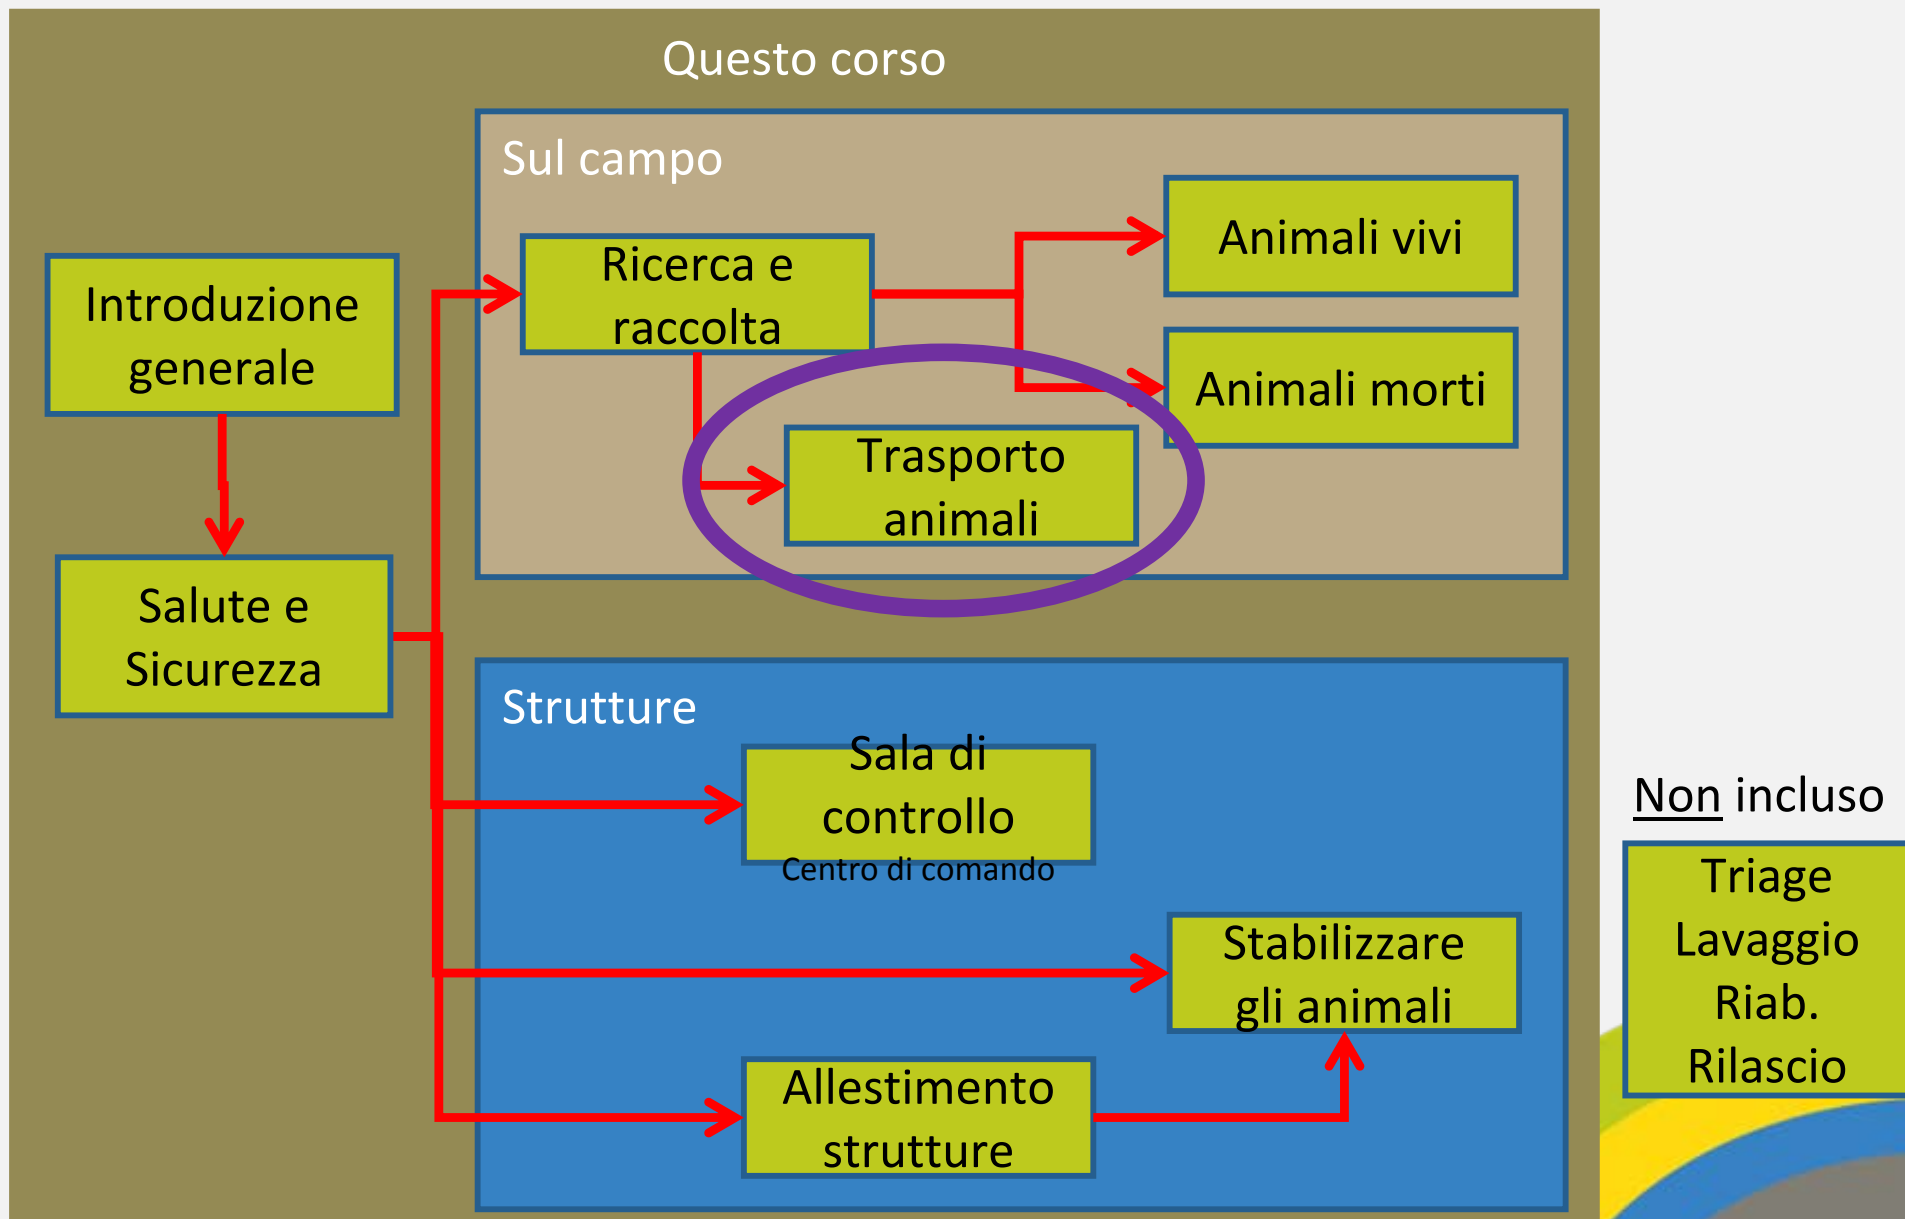 Questo corso
Sul campo
Introduzione
generale
Salute e
Sicurezza
Ricerca e
raccolta
Animali vivi
Animali morti
Trasporto
animali
Strutture
Sala di
controllo
Centro di comando
Stabilizzare
gli animali
Allestimento
strutture
Non incluso
Triage
Lavaggio
Riab.
Rilascio